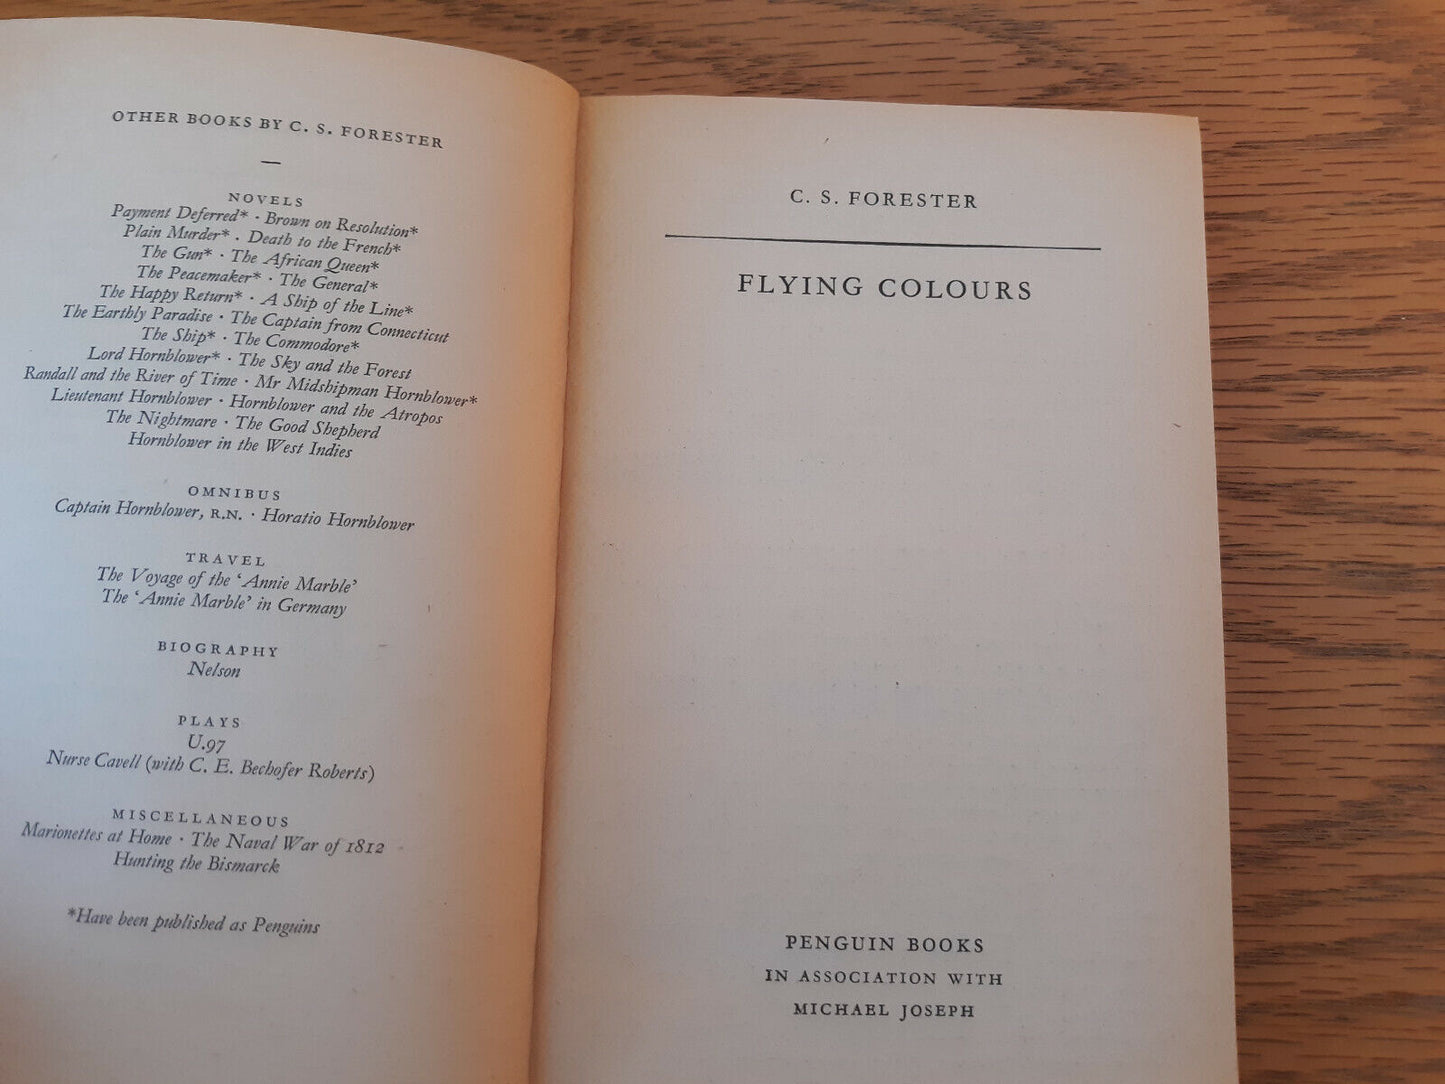 OTHER BOOKS BY C. S. FORESTER
—
NOVELS
Payment Deferred* · Brown on Resolution*
Plain Murder* · Death to the French*
The Gun* · The African Queen*
The Peacemaker* · The General*
The Happy Return* · A Ship of the Line*
The Earthly Paradise · The Captain from Connecticut
The Ship* · The Commodore*
Lord Hornblower* · The Sky and the Forest
Randall and the River of Time · Mr Midshipman Hornblower*
Lieutenant Hornblower · Hornblower and the Atropos
The Nightmare · The Good Shepherd
Hornblower in the West Indies
OMNIBUS
Captain Hornblower, R.N. · Horatio Hornblower
TRAVEL
The Voyage of the ‘Annie Marble’
The ‘Annie Marble’ in Germany
BIOGRAPHY
Nelson
PLAYS
U.97
Nurse Cavell (with C. E. Bechofer Roberts)
MISCELLANEOUS
Marionettes at Home · The Naval War of 1812
Hunting the Bismarck
*Have been published as Penguins
C. S. FORESTER
FLYING COLOURS
PENGUIN BOOKS
IN ASSOCIATION WITH
MICHAEL JOSEPH